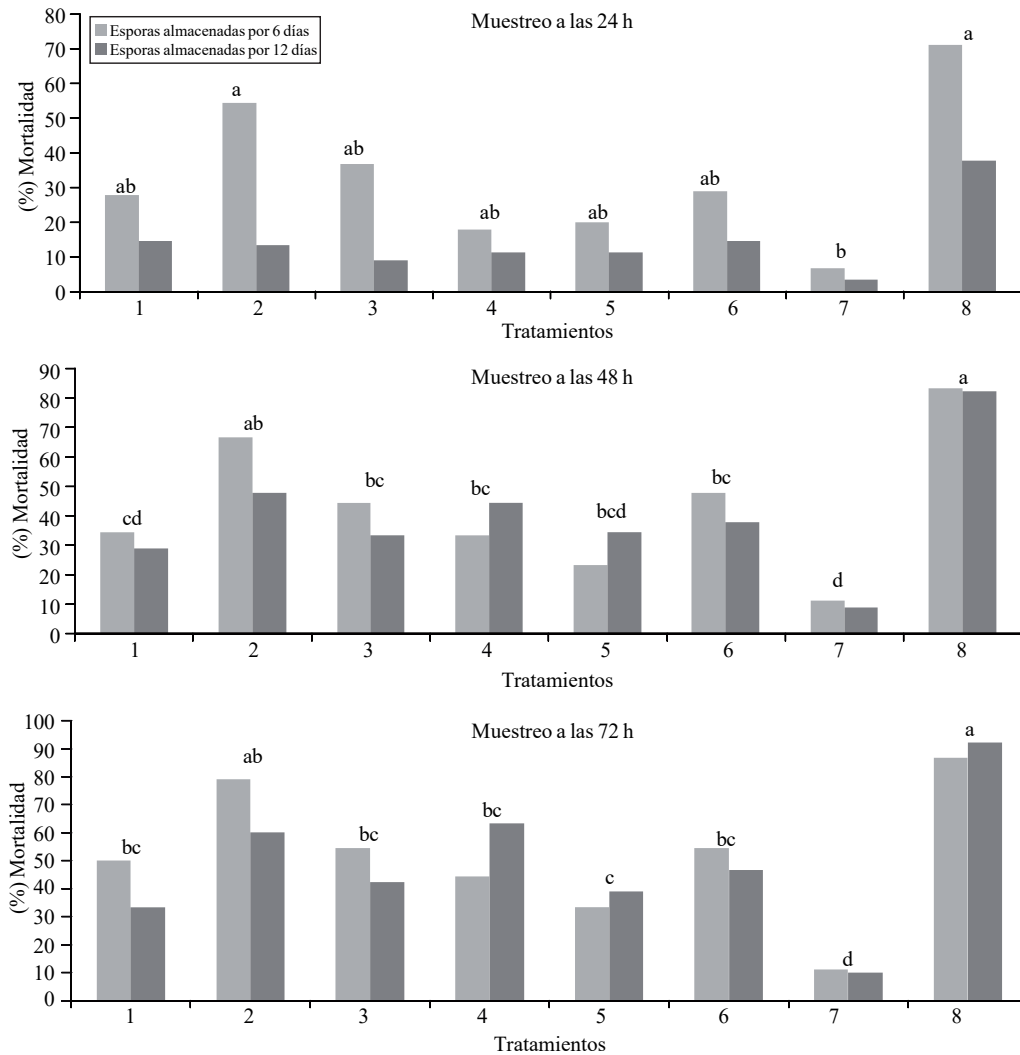 Muestreo a las 24 h
Esporas almacenadas por 6 días
Esporas almacenadas por 12 días
(%) Mortalidad
80
70
60
50
40
30
20
10
0
ab
a
ab
ab
ab
ab
b
a
1 2 3 4 5 6 7 8
Tratamientos
Muestreo a las 48 h
(%) Mortalidad
90
80
70
60
50
40
30
20
10
0
cd
ab
bc
bc
bcd
bc
d
a
1 2 3 4 5 6 7 8
Tratamientos
Muestreo a las 72 h
(%) Mortalidad
100
90
80
70
60
50
40
30
20
10
0
bc
ab
bc
bc
c
bc
d
a
1 2 3 4 5 6 7 8
Tratamientos